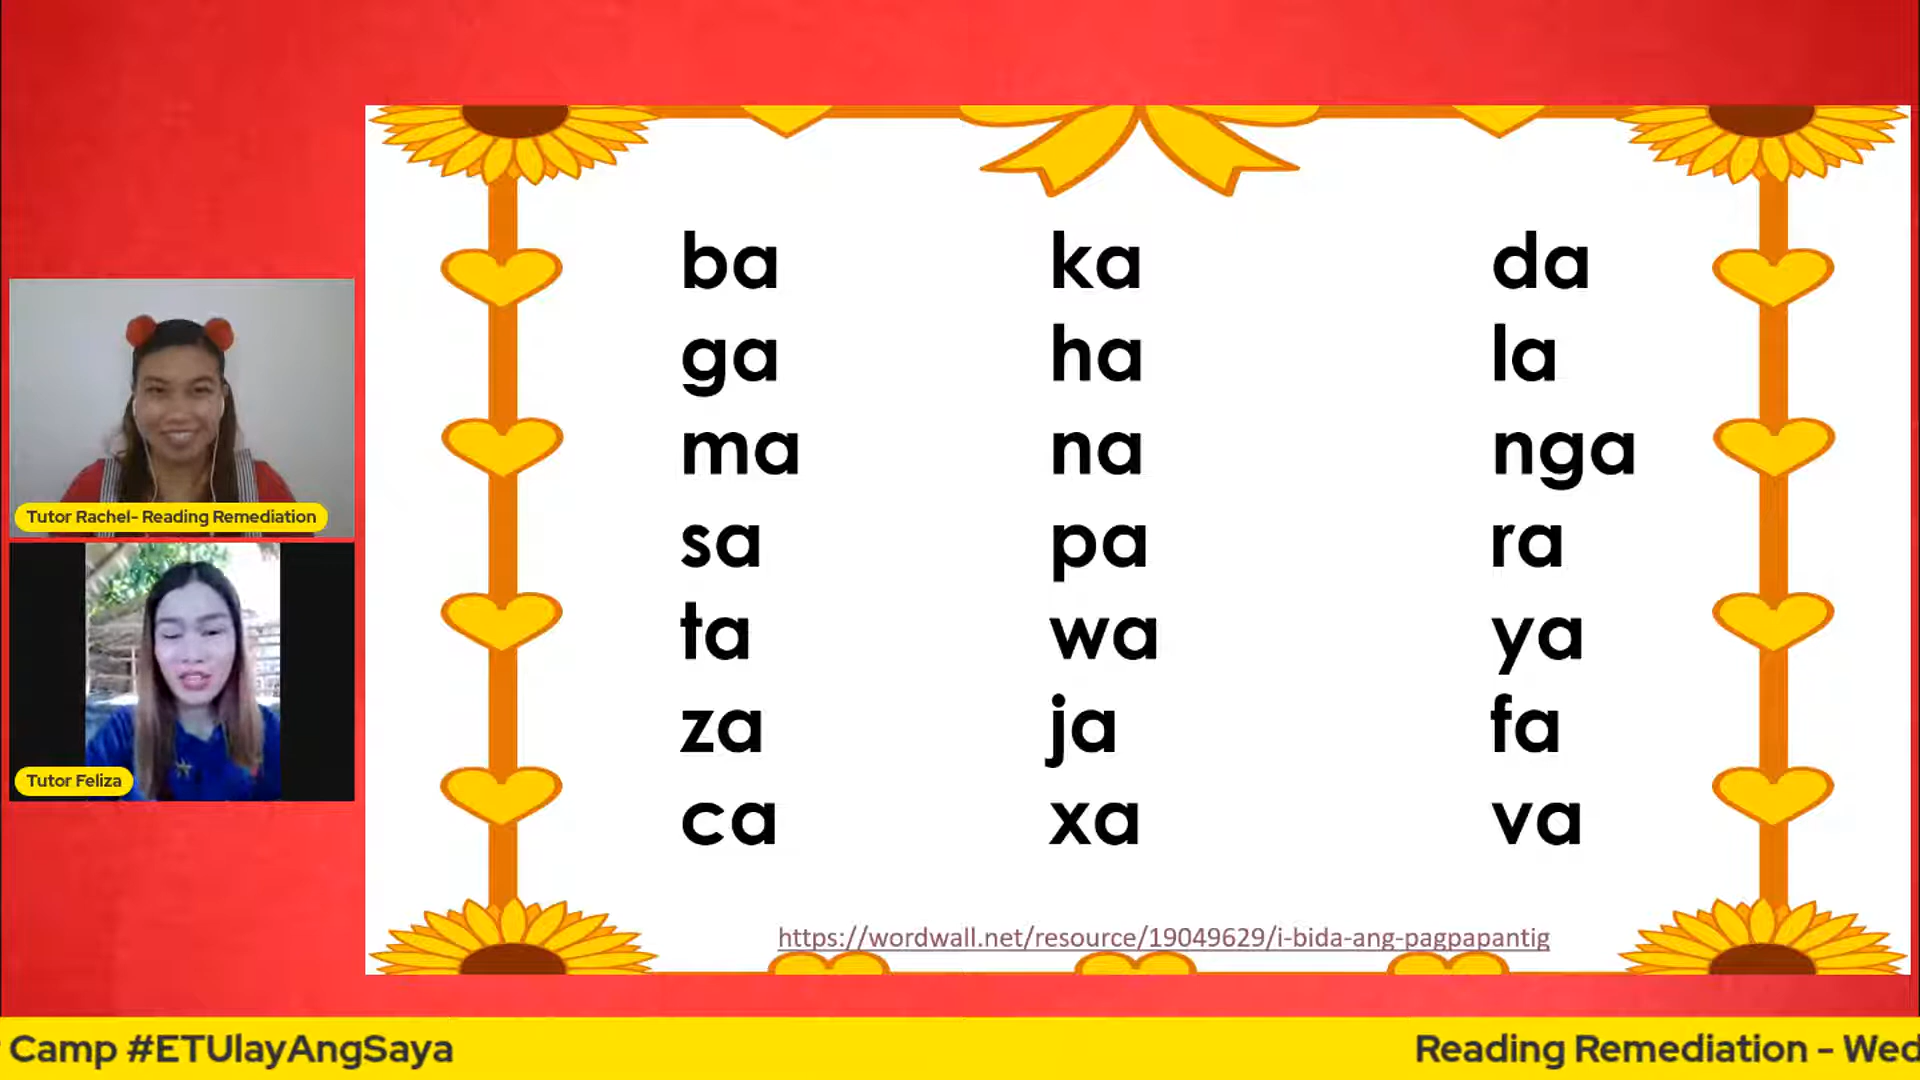 ba ka da
ga ha la
ma na nga
sa pa ra
ta wa ya
za ja fa
ca xa va
https://wordwall.net/resource/19049629/i-bida-ang-pagpapantig
Tutor Rachel- Reading Remediation
Tutor Feliza
Camp #ETUlayAngSaya Reading Remediation - Wed